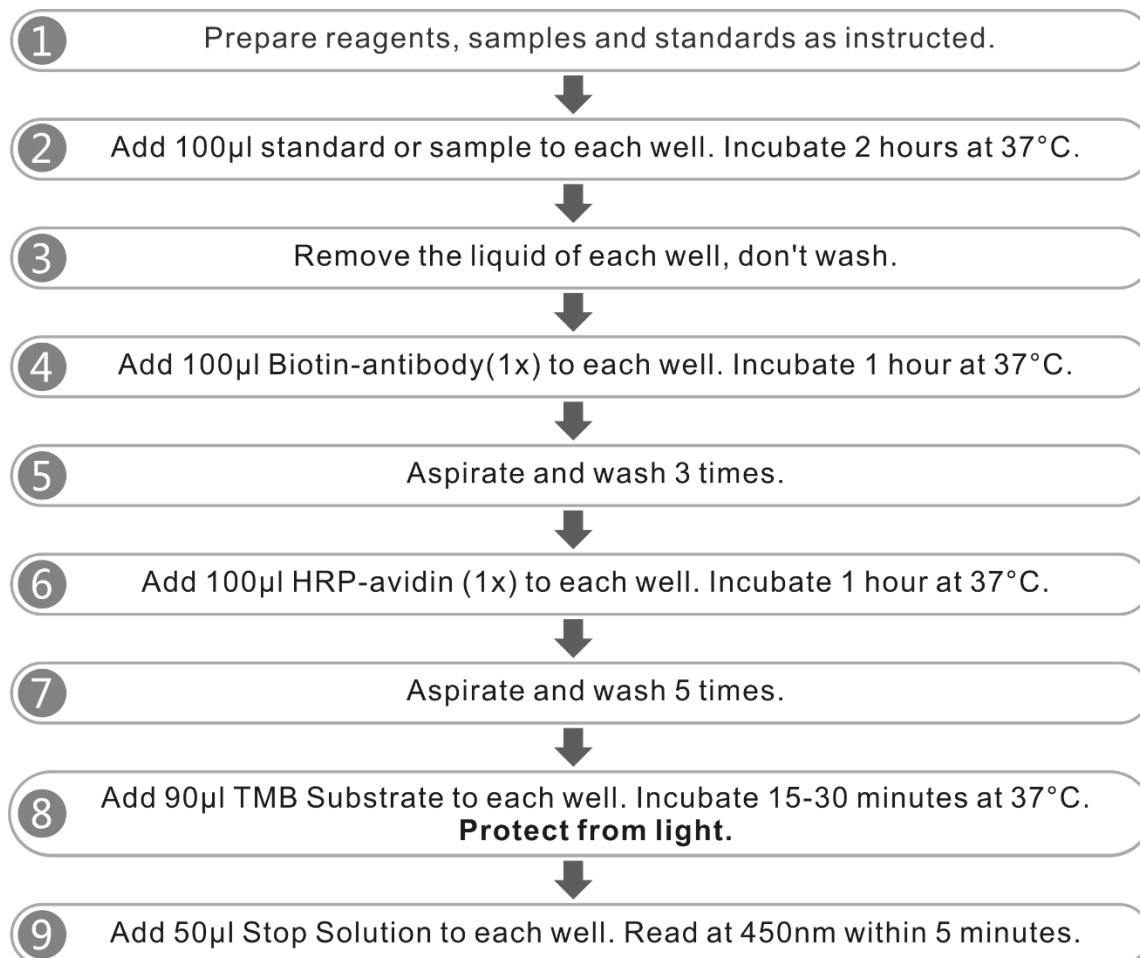 1 Prepare reagents, samples and standards as instructed.
2 Add 100µl standard or sample to each well. Incubate 2 hours at 37°C.
3 Remove the liquid of each well, don't wash.
4 Add 100µl Biotin-antibody(1x) to each well. Incubate 1 hour at 37°C.
5 Aspirate and wash 3 times.
6 Add 100µl HRP-avidin (1x) to each well. Incubate 1 hour at 37°C.
7 Aspirate and wash 5 times.
8 Add 90µl TMB Substrate to each well. Incubate 15-30 minutes at 37°C.
Protect from light.
9 Add 50µl Stop Solution to each well. Read at 450nm within 5 minutes.